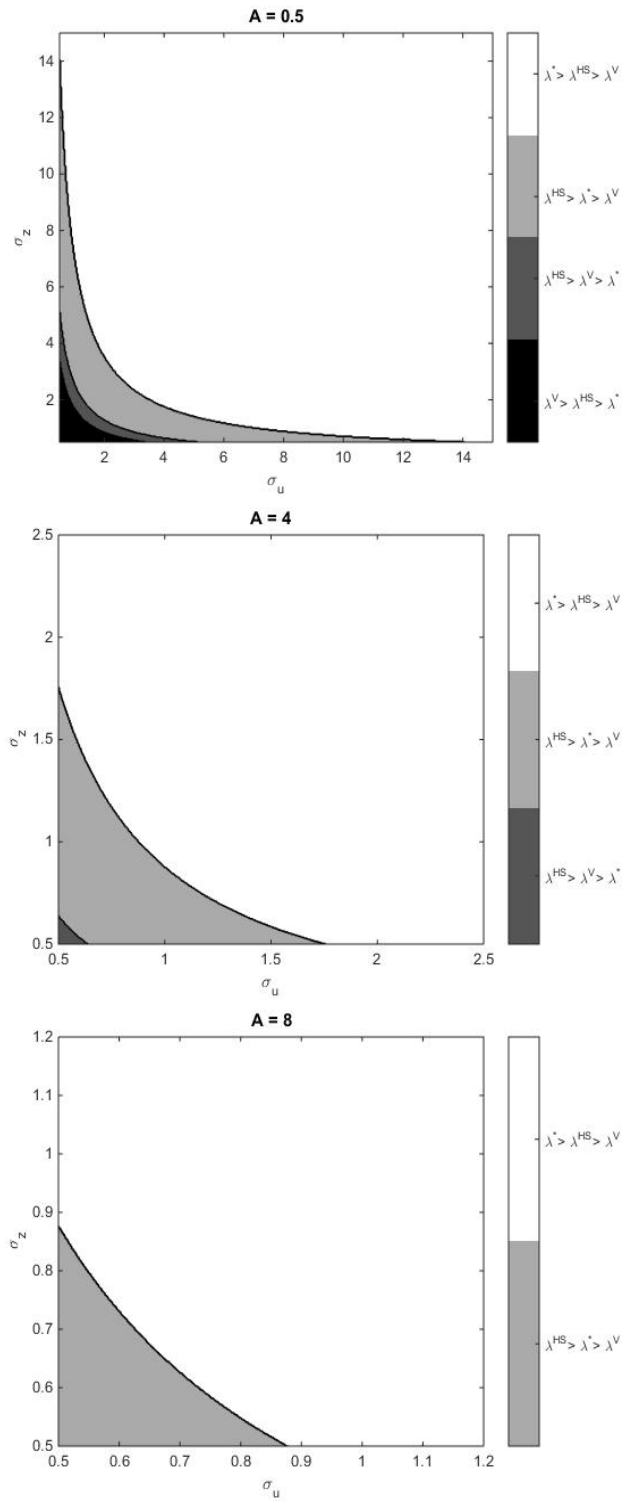 A = 0.5
14
12
10
8
6
4
2
σz
2 4 6 8 10 12 14
σu
λ* > λHS > λV
λHS > λ* > λV
λHS > λV > λ*
λV > λHS > λ*
A = 4
2.5
2
1.5
1
0.5
σz
0.5 1 1.5 2 2.5
σu
λ* > λHS > λV
λHS > λ* > λV
λHS > λV > λ*
A = 8
1.2
1.1
1
0.9
0.8
0.7
0.6
0.5
σz
0.5 0.6 0.7 0.8 0.9 1 1.1 1.2
σu
λ* > λHS > λV
λHS > λ* > λV